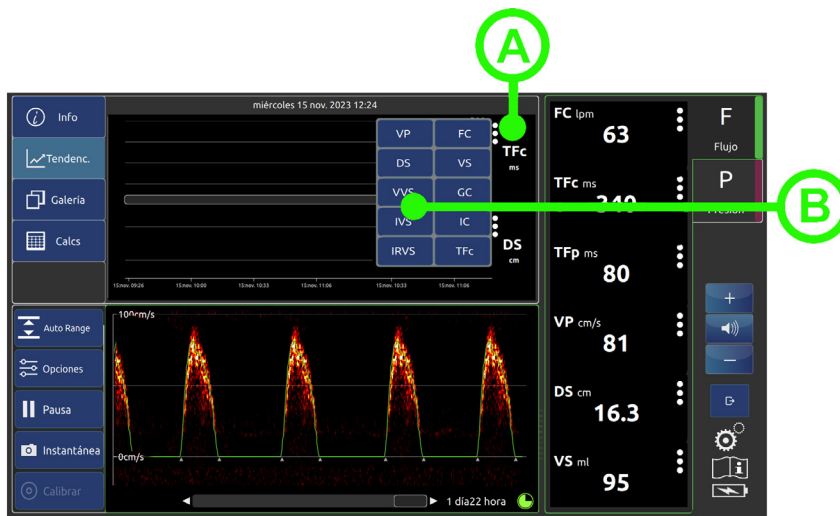 A
miércoles 15 nov. 2023 12:24
Info
Tendenc.
Galería
Calcs
VP FC
DS VS
VVS GC
IVS IC
IRVS TFc
TFc
ms
DS
cm
15:nov. 09:26 15:nov. 10:00 15:nov. 10:33 15:nov. 11:06 15:nov. 10:33 15:nov. 11:06
Auto Range
Opciones
Pausa
Instantánea
Calibrar
100cm/s
0cm/s
1 día22 hora
FC lpm
63
TFc ms
340
TFp ms
80
VP cm/s
81
DS cm
16.3
VS ml
95
F
Flujo
P
Presión
B
+
−
i